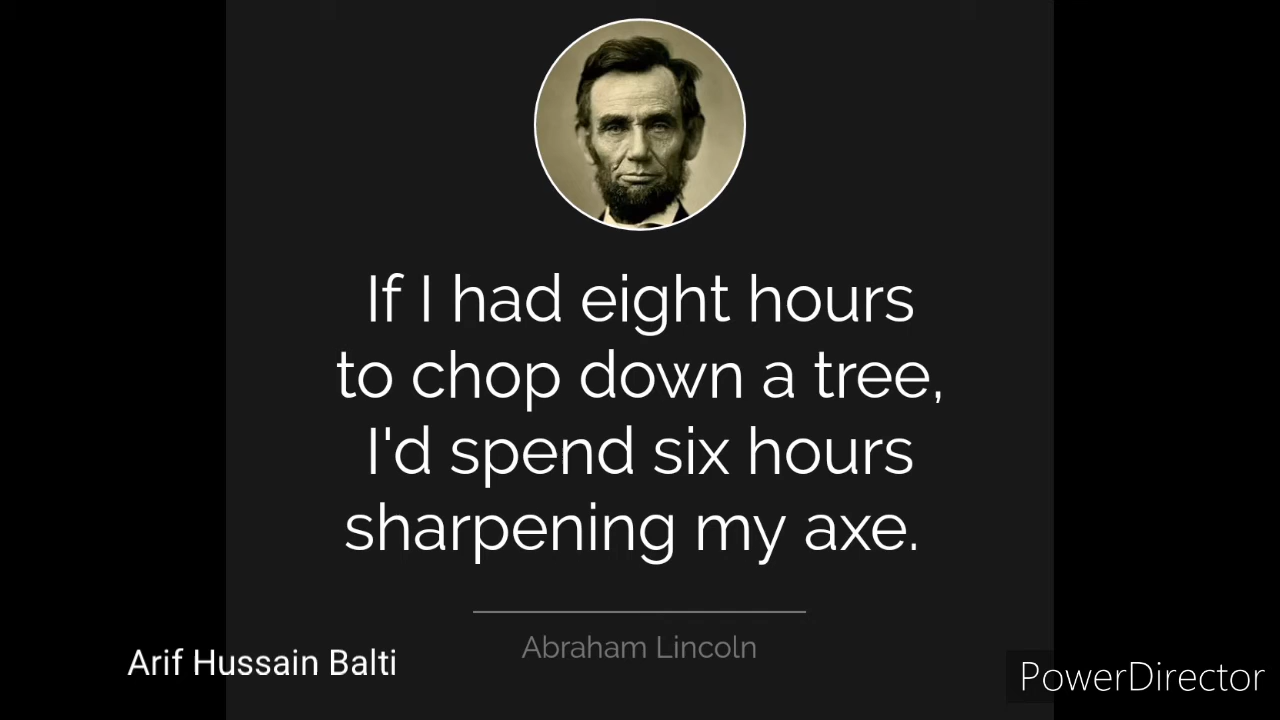 If I had eight hours
to chop down a tree,
I'd spend six hours
sharpening my axe.
Abraham Lincoln
Arif Hussain Balti
PowerDirector